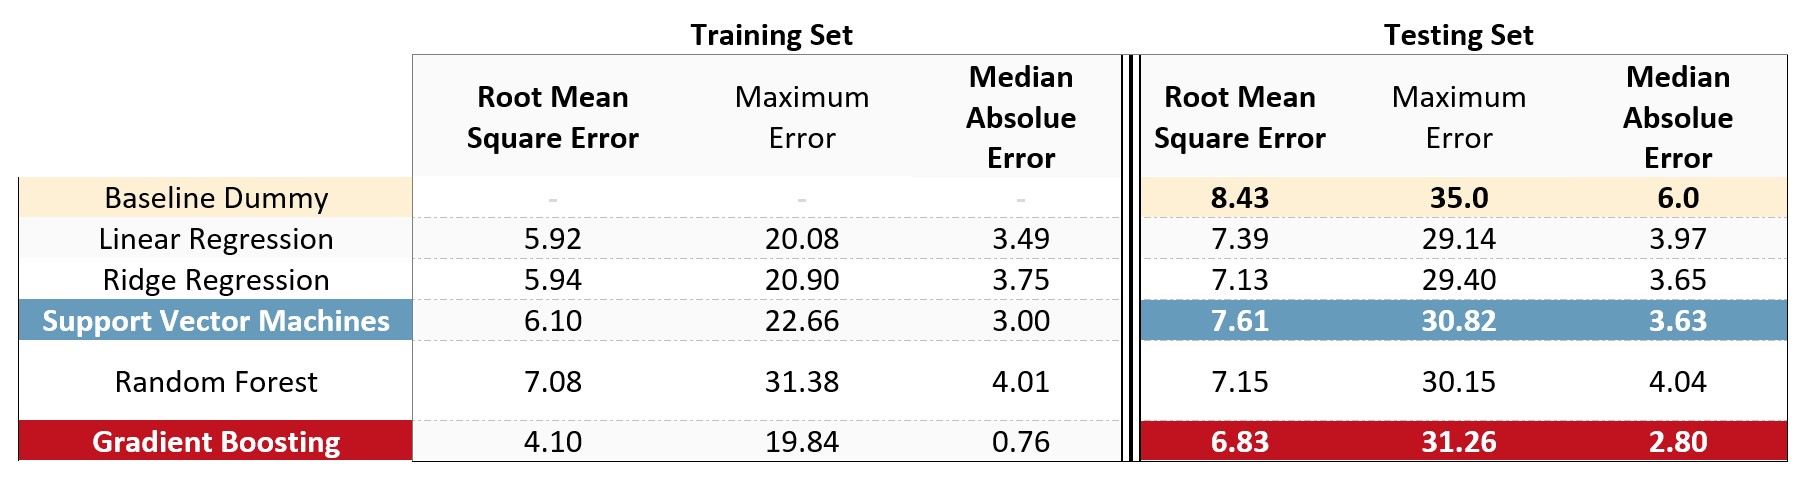 Training Set Testing Set
Root Mean Square Error Maximum Error Median Absolue Error Root Mean Square Error Maximum Error Median Absolue Error
Baseline Dummy - - - 8.43 35.0 6.0
Linear Regression 5.92 20.08 3.49 7.39 29.14 3.97
Ridge Regression 5.94 20.90 3.75 7.13 29.40 3.65
Support Vector Machines 6.10 22.66 3.00 7.61 30.82 3.63
Random Forest 7.08 31.38 4.01 7.15 30.15 4.04
Gradient Boosting 4.10 19.84 0.76 6.83 31.26 2.80